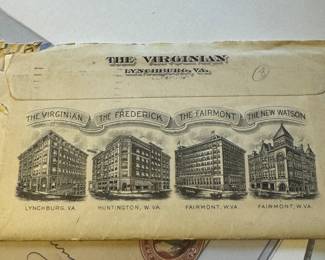 THE VIRGINIAN
LYNCHBURG, VA.
THE VIRGINIAN THE FREDERICK THE FAIRMONT THE NEW WATSON
LYNCHBURG, VA. HUNTINGTON, W. VA. FAIRMONT, W. VA. FAIRMONT, W. VA.